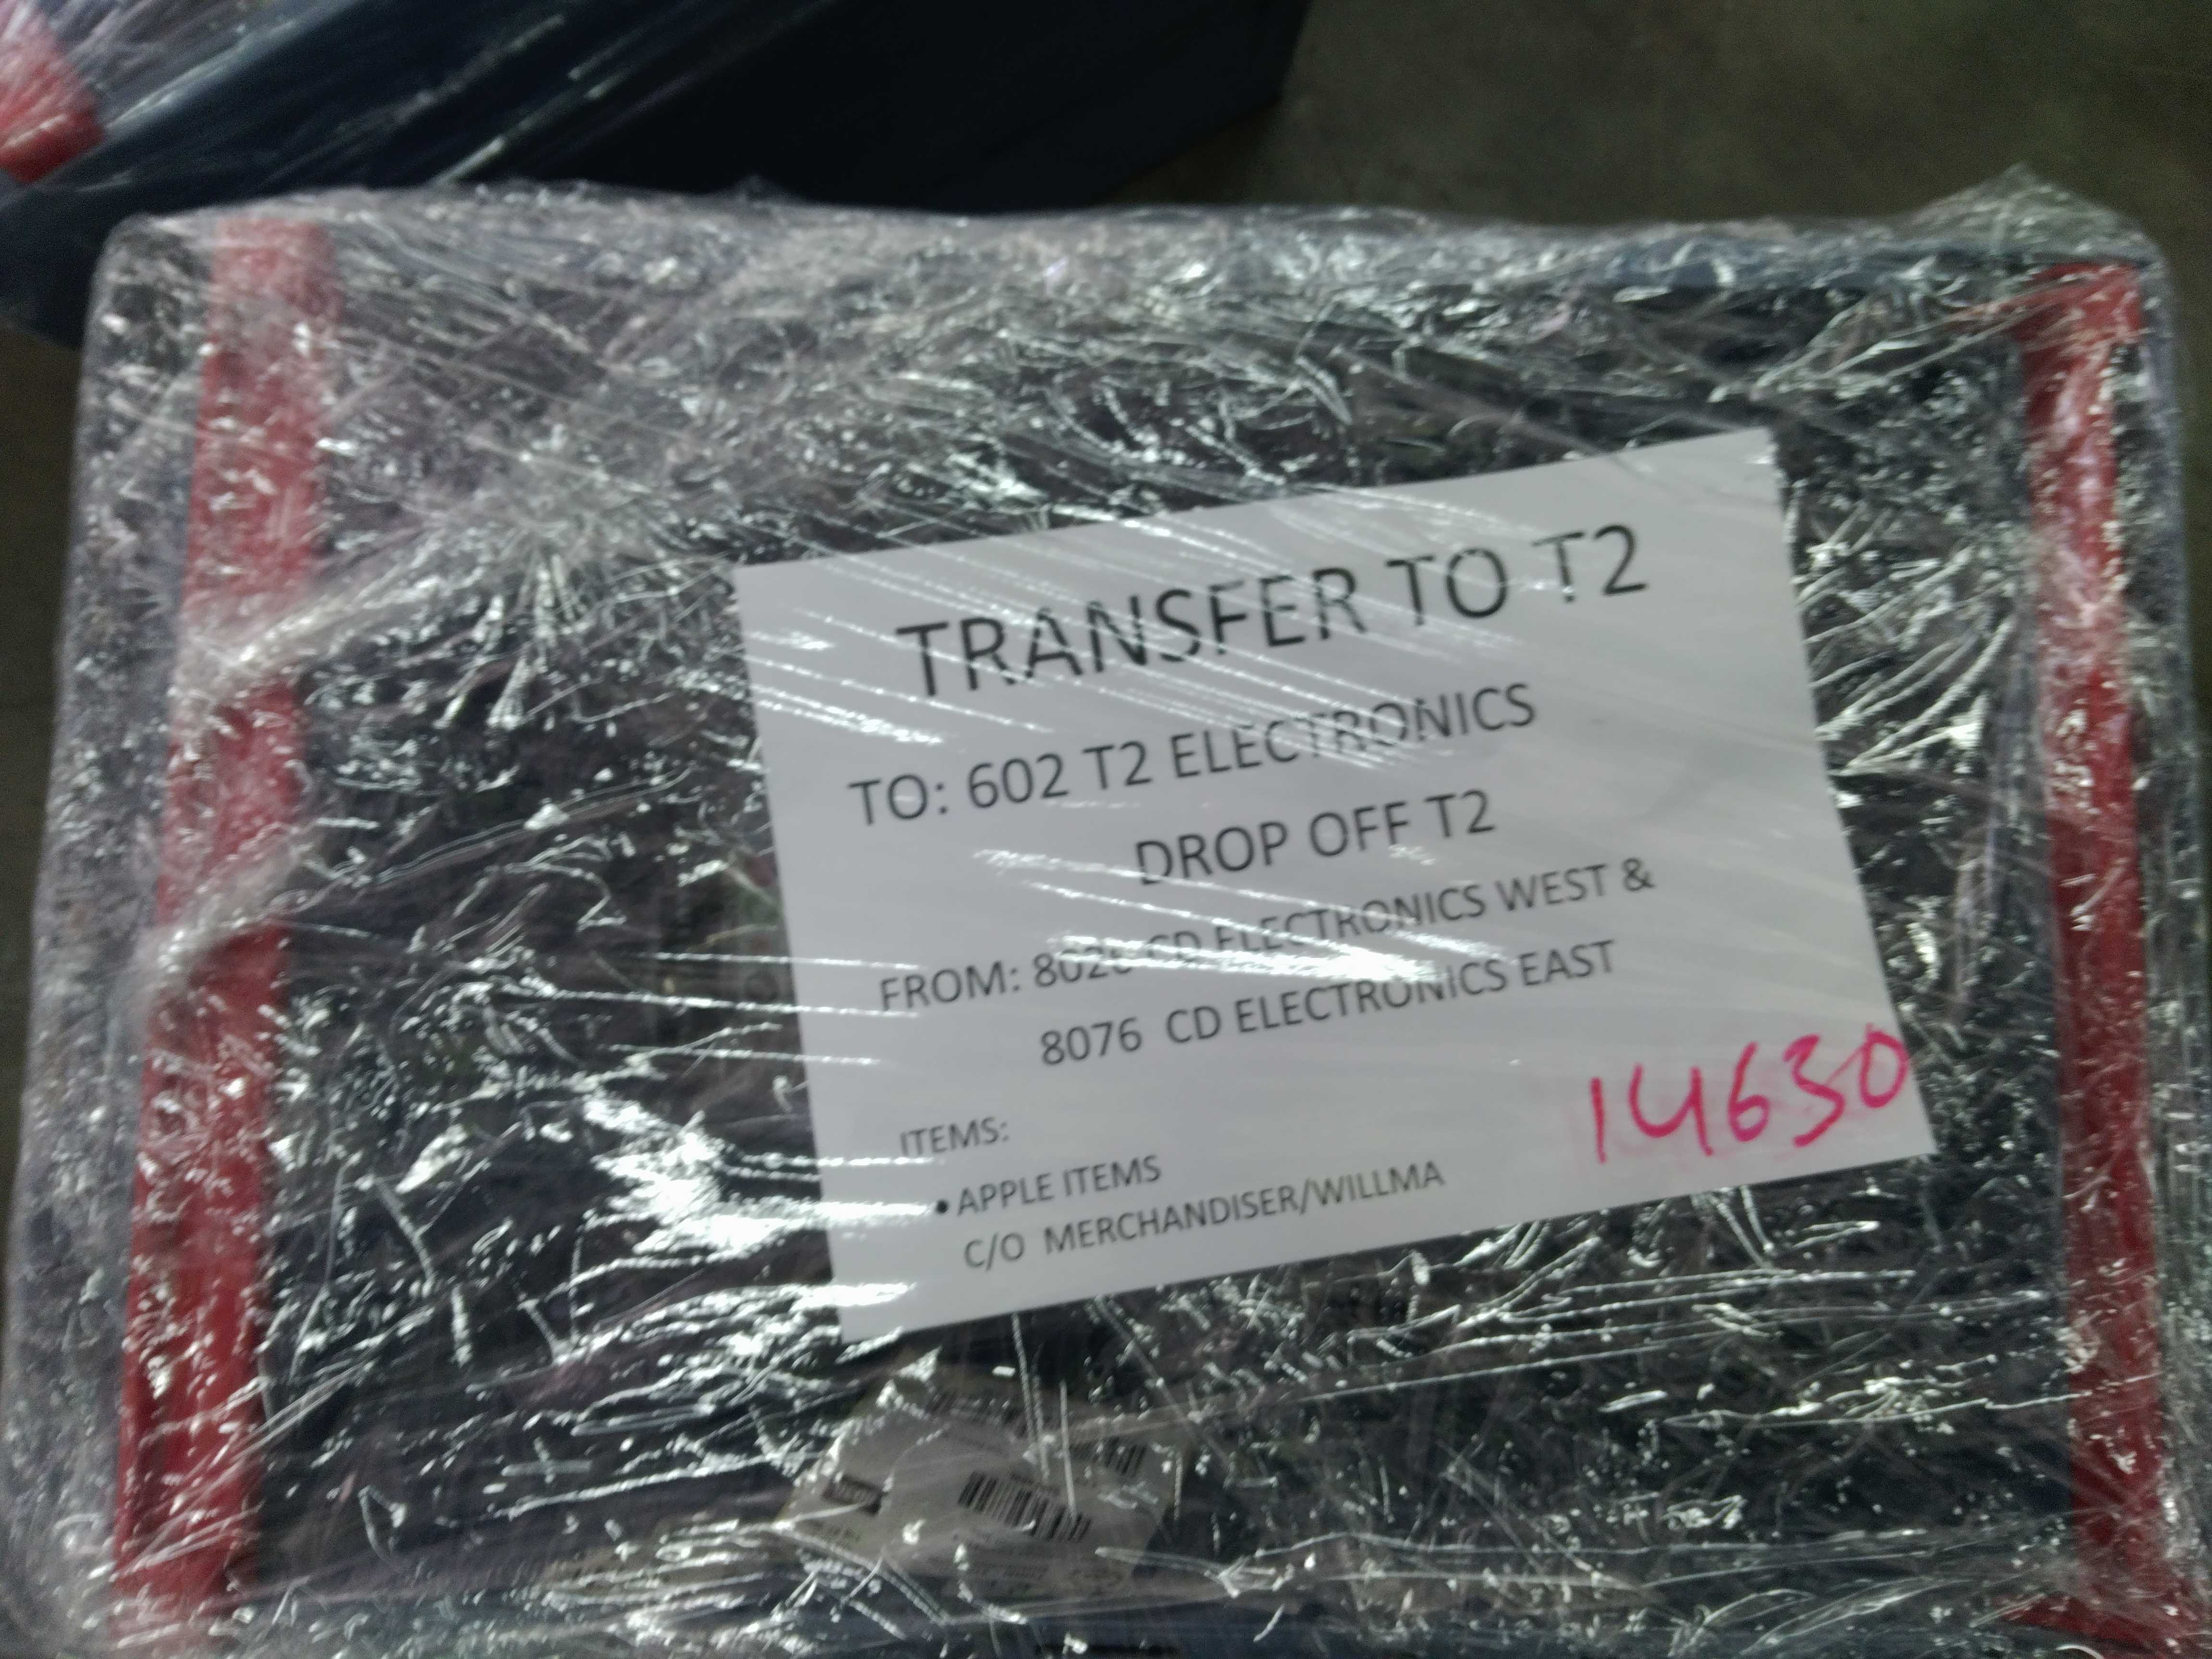 TRANSFER TO T2
TO: 602 T2 ELECTRONICS
DROP OFF T2
FROM: CD ELECTRONICS WEST &
8076 CD ELECTRONICS EAST
14630
ITEMS:
• APPLE ITEMS
C/O MERCHANDISER/WILLMA